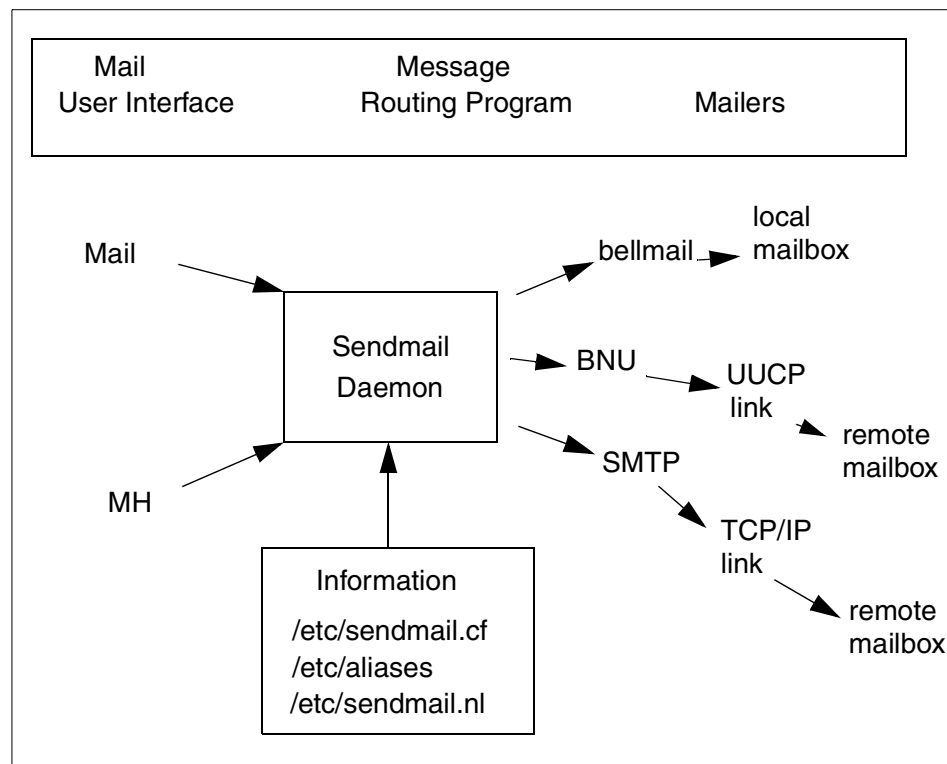 Mail
User Interface
Message
Routing Program
Mailers
Mail
MH
Sendmail
Daemon
Information
/etc/sendmail.cf
/etc/aliases
/etc/sendmail.nl
bellmail
local
mailbox
BNU
UUCP
link
remote
mailbox
SMTP
TCP/IP
link
remote
mailbox